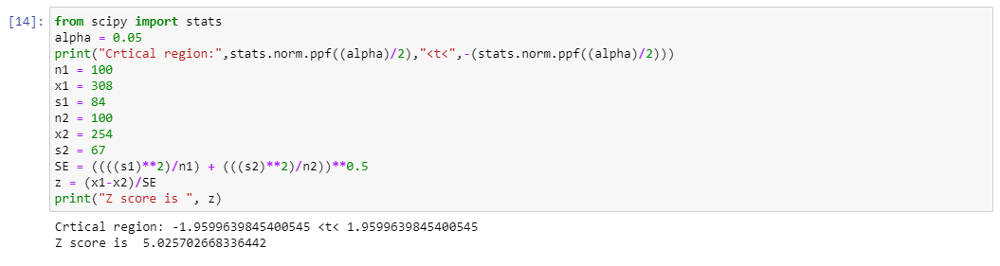 [14]: from scipy import stats
alpha = 0.05
print("Crtical region:",stats.norm.ppf((alpha)/2),"<t<",-(stats.norm.ppf((alpha)/2)))
n1 = 100
x1 = 308
s1 = 84
n2 = 100
x2 = 254
s2 = 67
SE = ((((s1)**2)/n1) + (((s2)**2)/n2))**0.5
z = (x1-x2)/SE
print("Z score is ", z)
Crtical region: -1.9599639845400545 <t< 1.9599639845400545
Z score is  5.025702668336442